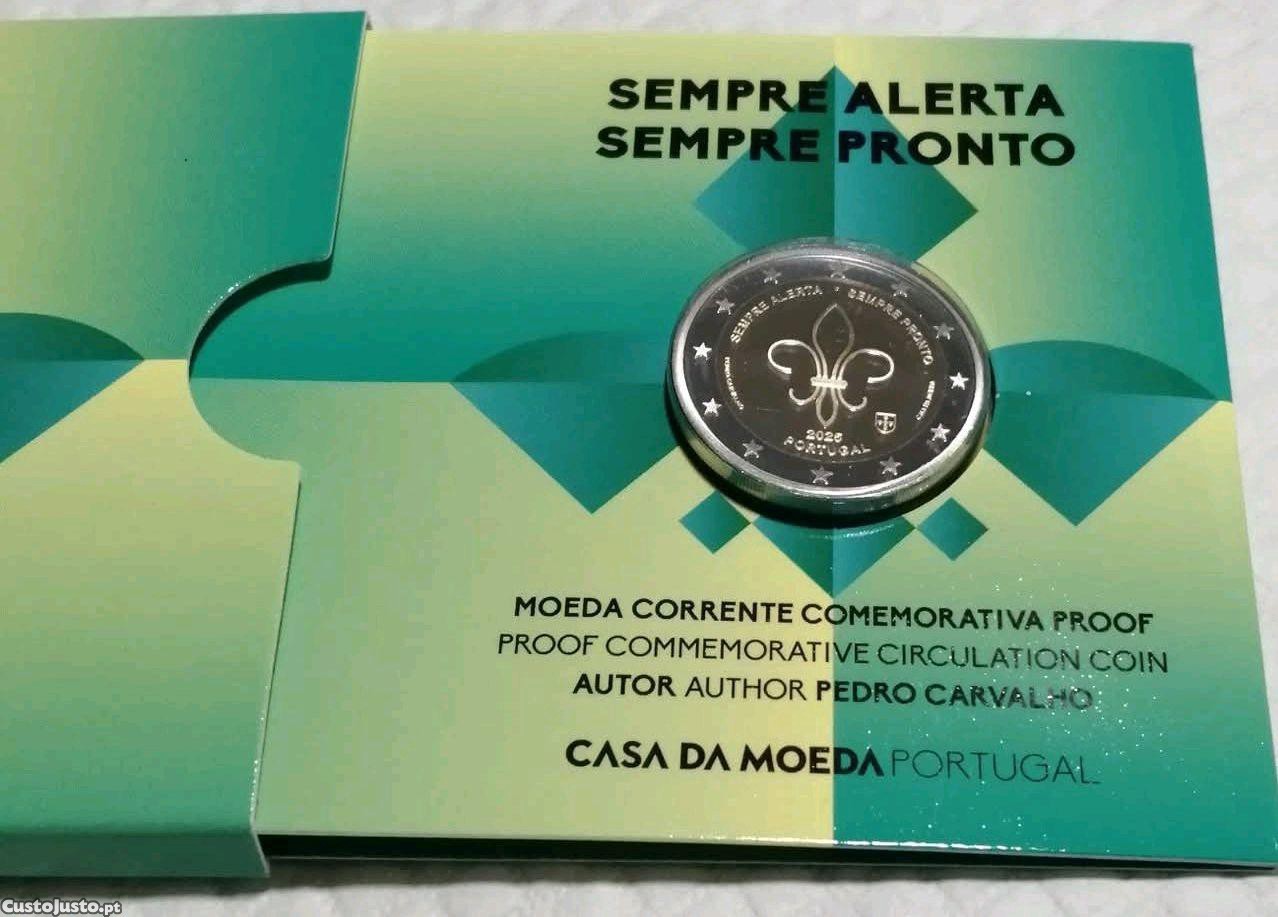 SEMPRE ALERTA
SEMPRE PRONTO
SEMPRE ALERTA • SEMPRE PRONTO
PORTUGAL
MOEDA CORRENTE COMEMORATIVA PROOF
PROOF COMMEMORATIVE CIRCULATION COIN
AUTOR AUTHOR PEDRO CARVALHO
CASA DA MOEDA PORTUGAL
CustoJusto.pt